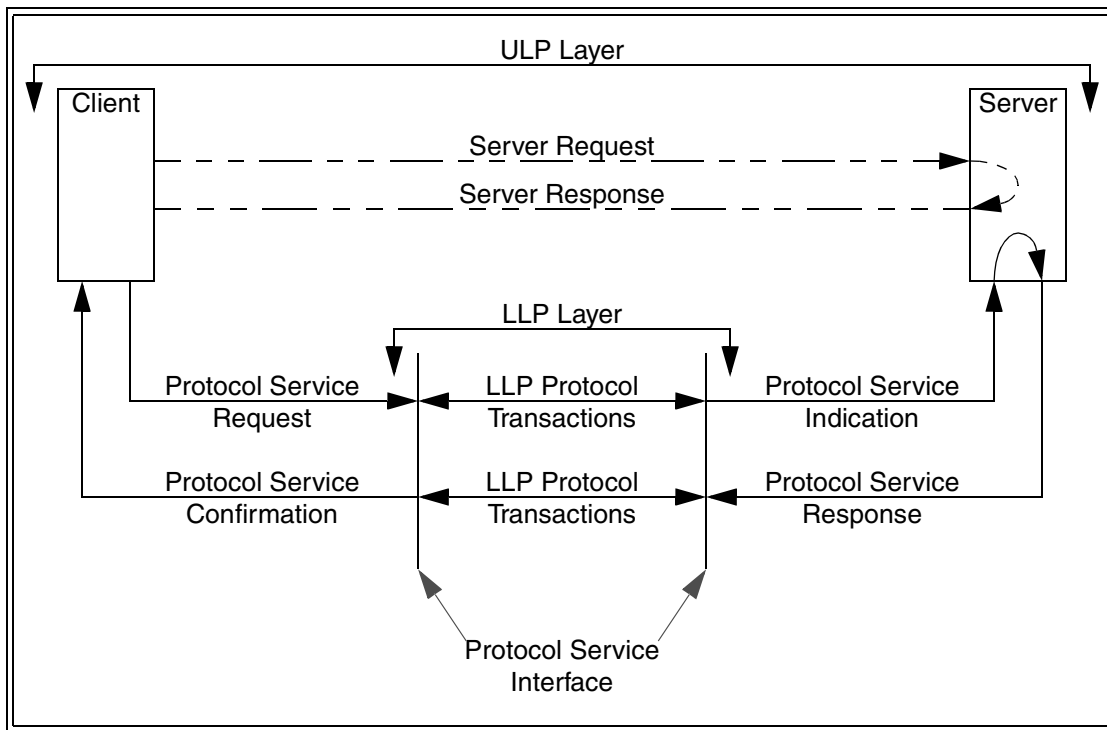 ULP Layer
Client
Server
Server Request
Server Response
LLP Layer
Protocol Service
Request
LLP Protocol
Transactions
Protocol Service
Indication
Protocol Service
Confirmation
LLP Protocol
Transactions
Protocol Service
Response
Protocol Service
Interface